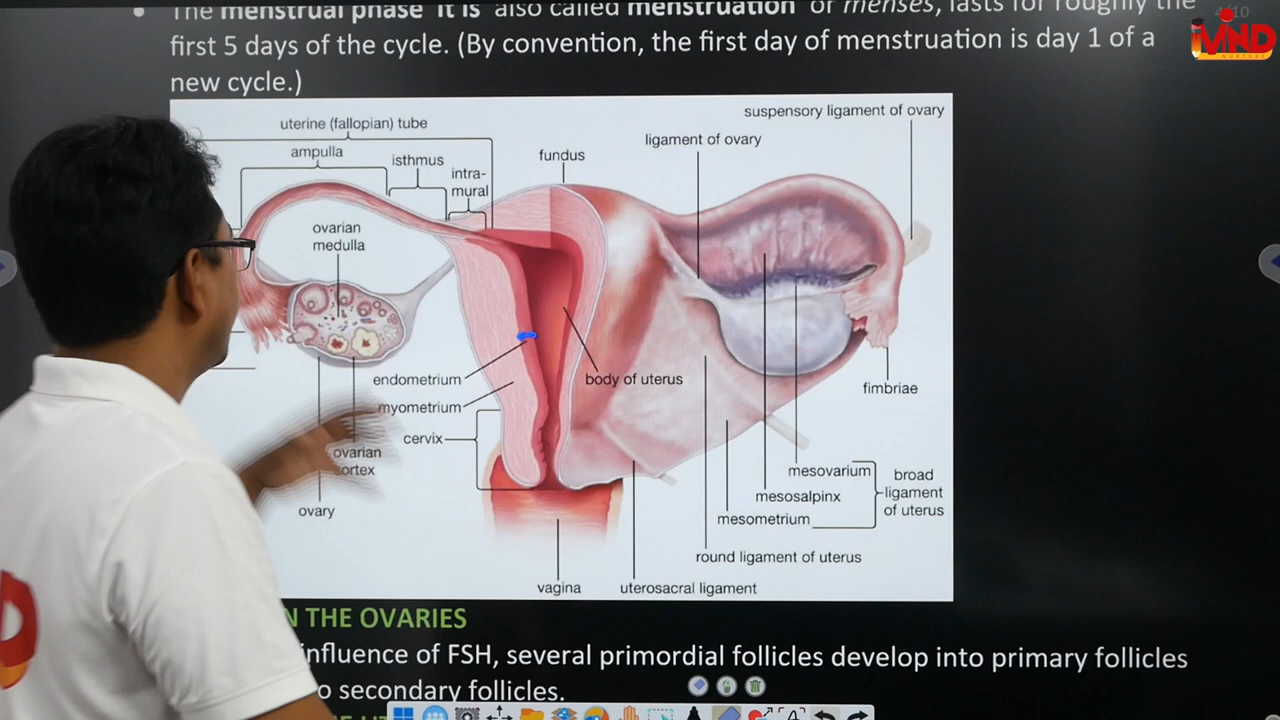 • The menstrual phase it is also called menstruation or menses, lasts for roughly the
first 5 days of the cycle. (By convention, the first day of menstruation is day 1 of a
new cycle.)
4/10
iMIND
NURTURE
suspensory ligament of ovary
uterine (fallopian) tube
ligament of ovary
ampulla
isthmus
fundus
intra-
mural
ovarian
medulla
endometrium
body of uterus
fimbriae
myometrium
cervix
ovarian
cortex
mesovarium
broad
ligament
of uterus
mesosalpinx
ovary
mesometrium
round ligament of uterus
vagina
uterosacral ligament
N THE OVARIES
influence of FSH, several primordial follicles develop into primary follicles
o secondary follicles.